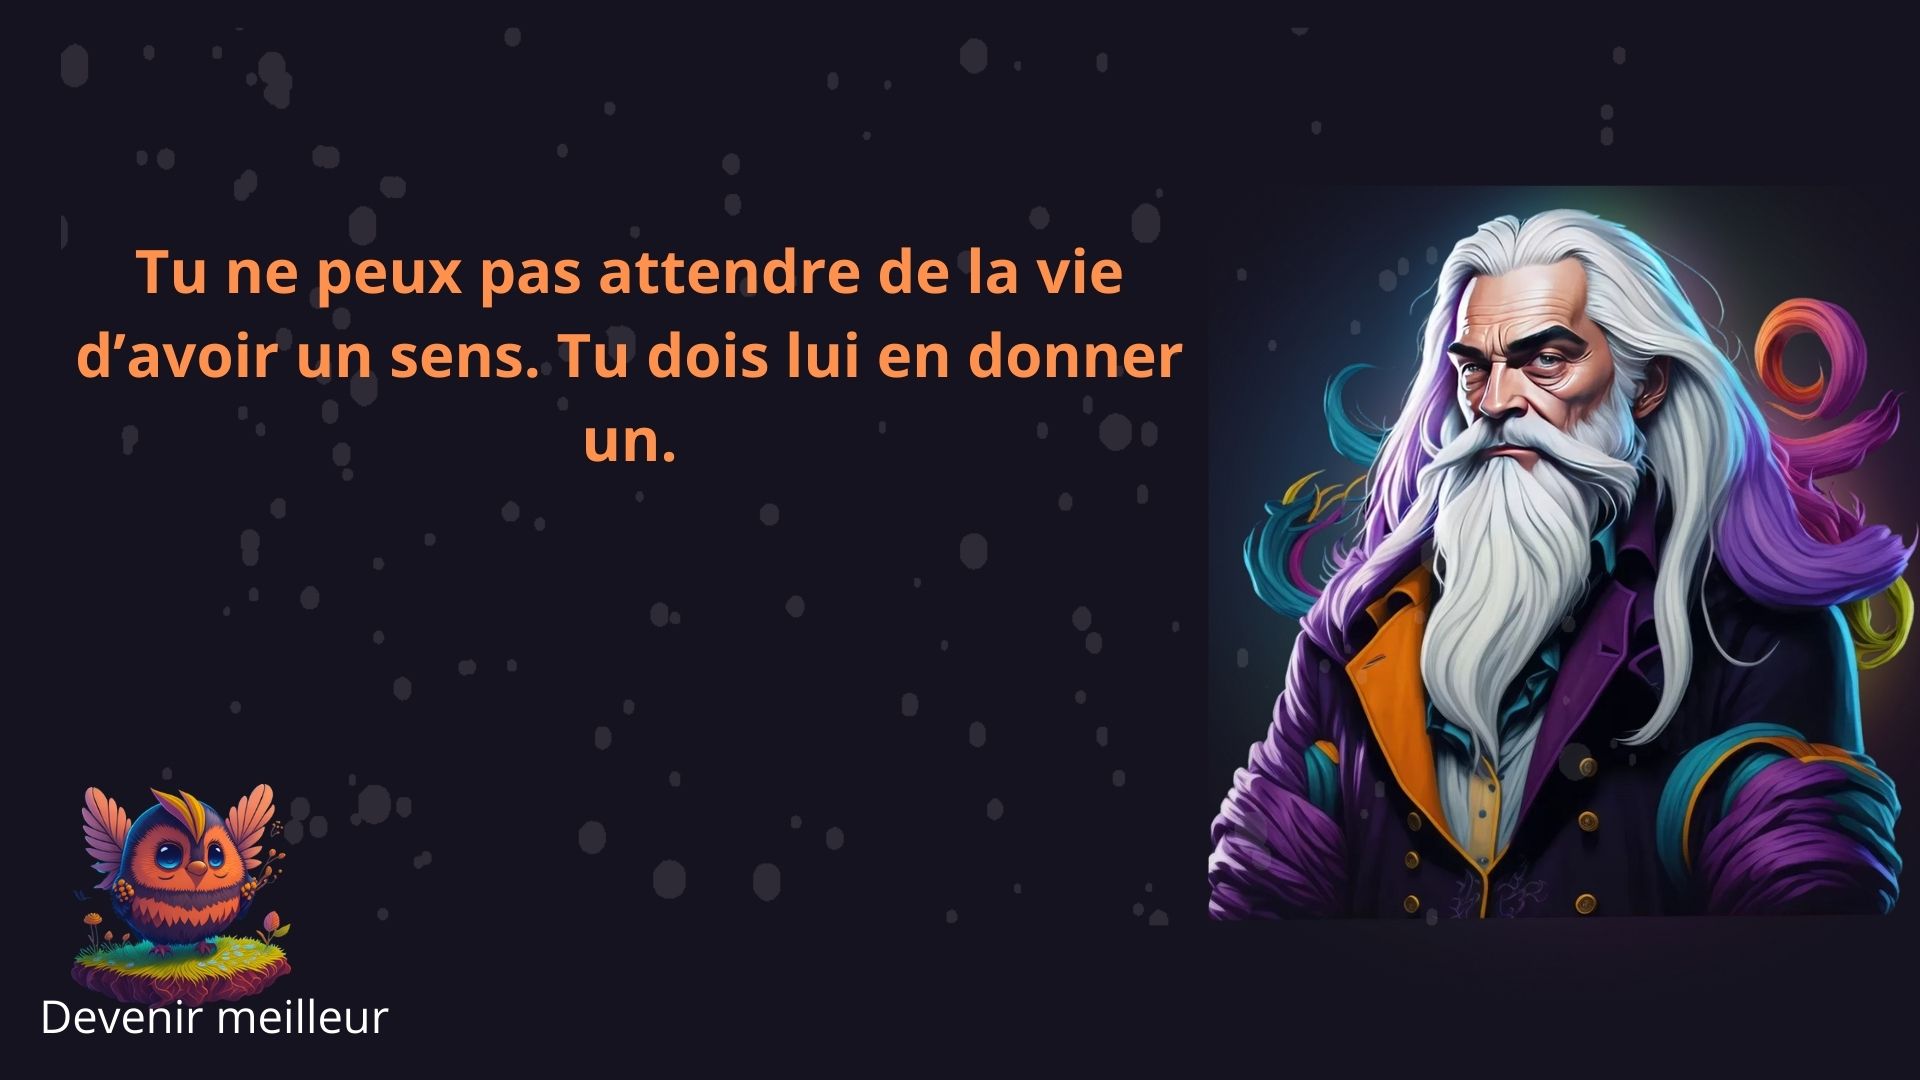 Tu ne peux pas attendre de la vie
d’avoir un sens. Tu dois lui en donner
un.
Devenir meilleur